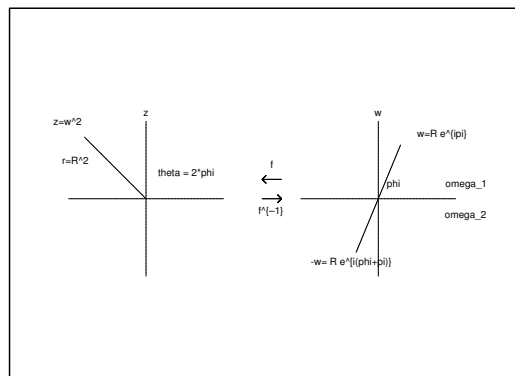 z
w
z=w^2
w=R e^{ipi}
r=R^2
theta = 2*phi
f
phi
omega_1
f^{-1}
omega_2
-w= R e^[i(phi+pi)}